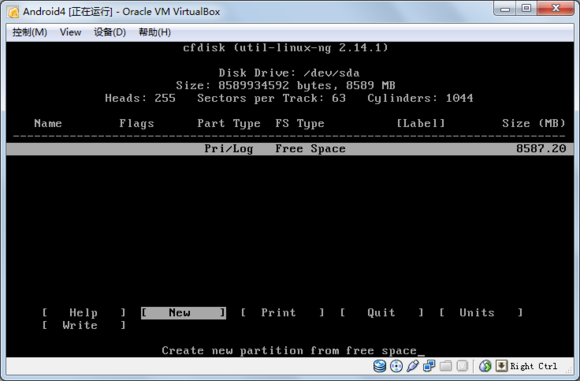 Android4 [正在运行] - Oracle VM VirtualBox
控制(M) View 设备(D) 帮助(H)
cfdisk (util-linux-ng 2.14.1)
Disk Drive: /dev/sda
Size: 8589934592 bytes, 8589 MB
Heads: 255 Sectors per Track: 63 Cylinders: 1044
Name Flags Part Type FS Type [Label] Size (MB)
Pri/Log Free Space 8587.20
[ Help ] [ New ] [ Print ] [ Quit ] [ Units ]
[ Write ]
Create new partition from free space_
Right Ctrl